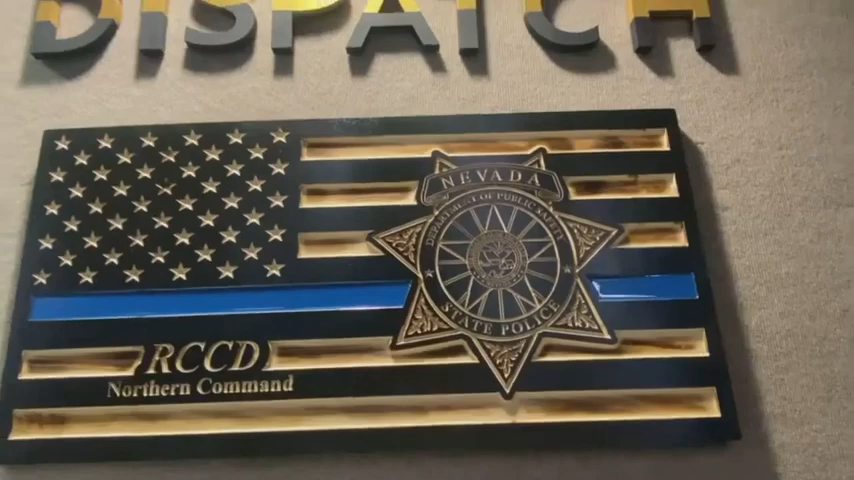 DISPATCH
NEVADA
DEPARTMENT OF PUBLIC SAFETY
STATE POLICE
RCCD
Northern Command